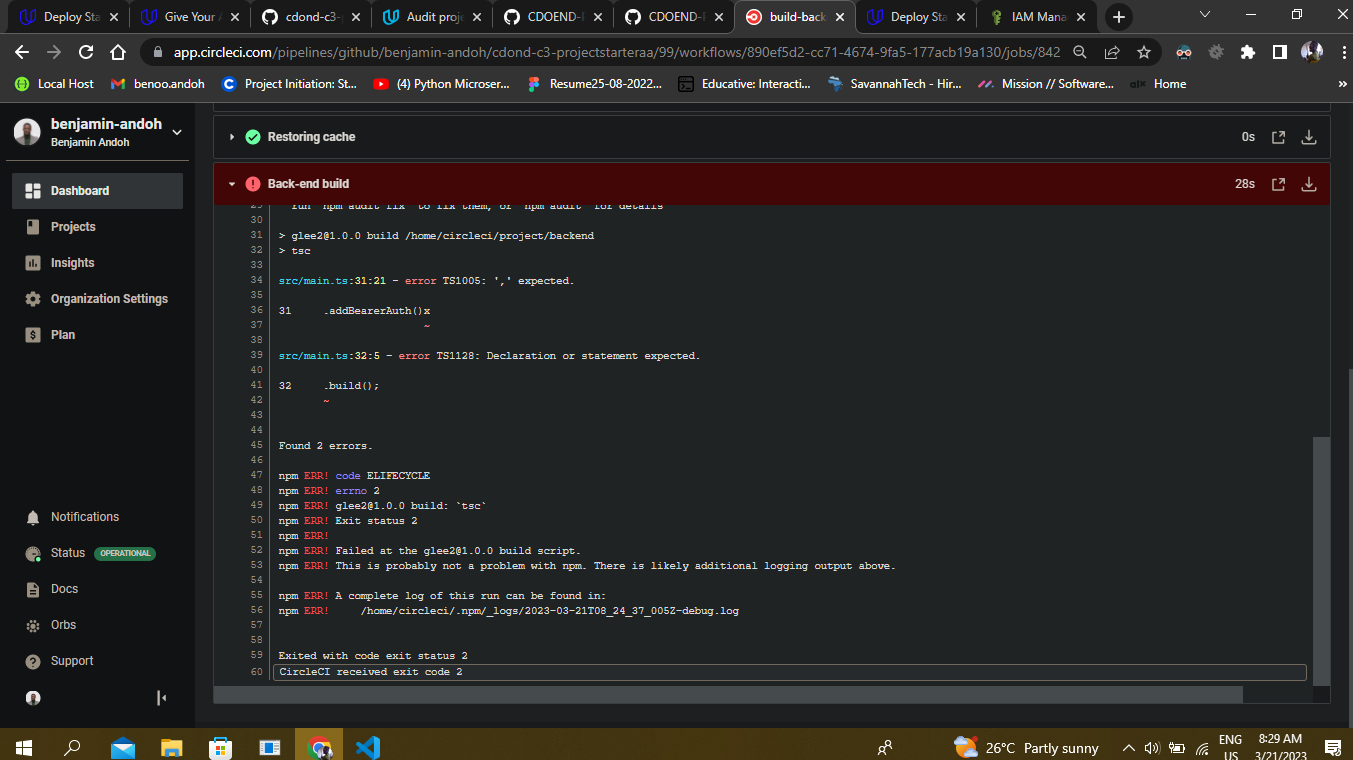 Deploy Sta
Give Your A
cdond-c3-p
Audit proje
CDOEND-P
CDOEND-P
build-back
Deploy Sta
IAM Mana
app.circleci.com/pipelines/github/benjamin-andoh/cdond-c3-projectstarteraa/99/workflows/890ef5d2-cc71-4674-9fa5-177acb19a130/jobs/842
Local Host
benoo.andoh
Project Initiation: St...
(4) Python Microser...
Resume25-08-2022...
Educative: Interacti...
SavannahTech - Hir...
Mission // Software...
alx
Home
»
benjamin-andoh
Benjamin Andoh
Dashboard
Projects
Insights
Organization Settings
Plan
Notifications
Status OPERATIONAL
Docs
Orbs
Support
Restoring cache
0s
Back-end build
28s
29 run `npm audit fix` to fix them, or `npm audit` for details
30
31 > glee2@1.0.0 build /home/circleci/project/backend
32 > tsc
33
34 src/main.ts:31:21 - error TS1005: ',' expected.
35
36 31     .addBearerAuth()x
37 ~
38
39 src/main.ts:32:5 - error TS1128: Declaration or statement expected.
40
41 32     .build();
42 ~
43
44
45 Found 2 errors.
46
47 npm ERR! code ELIFECYCLE
48 npm ERR! errno 2
49 npm ERR! glee2@1.0.0 build: `tsc`
50 npm ERR! Exit status 2
51 npm ERR!
52 npm ERR! Failed at the glee2@1.0.0 build script.
53 npm ERR! This is probably not a problem with npm. There is likely additional logging output above.
54
55 npm ERR! A complete log of this run can be found in:
56 npm ERR!     /home/circleci/.npm/_logs/2023-03-21T08_24_37_005Z-debug.log
57
58
59 Exited with code exit status 2
60 CircleCI received exit code 2
26°C Partly sunny
ENG
US
8:29 AM
3/21/2023